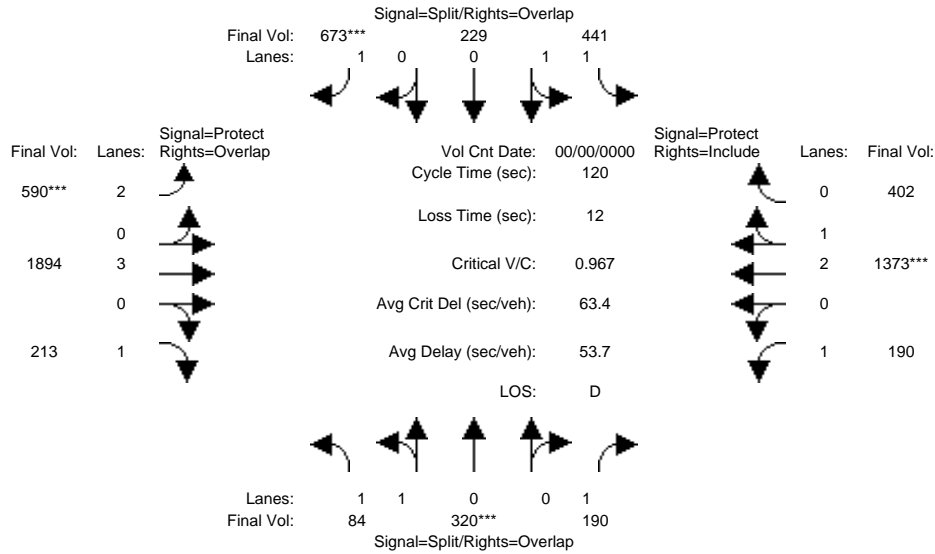 Signal=Split/Rights=Overlap
Final Vol: 673*** 229 441
Lanes: 1 0 0 1 1
Signal=Protect Signal=Protect
Final Vol: Lanes: Rights=Overlap Vol Cnt Date: 00/00/0000 Rights=Include Lanes: Final Vol:
Cycle Time (sec): 120
590*** 2 0 402
Loss Time (sec): 12
0 1
1894 3 Critical V/C: 0.967 2 1373***
0 Avg Crit Del (sec/veh): 63.4 0
213 1 Avg Delay (sec/veh): 53.7 1 190
LOS: D
Lanes: 1 1 0 0 1
Final Vol: 84 320*** 190
Signal=Split/Rights=Overlap